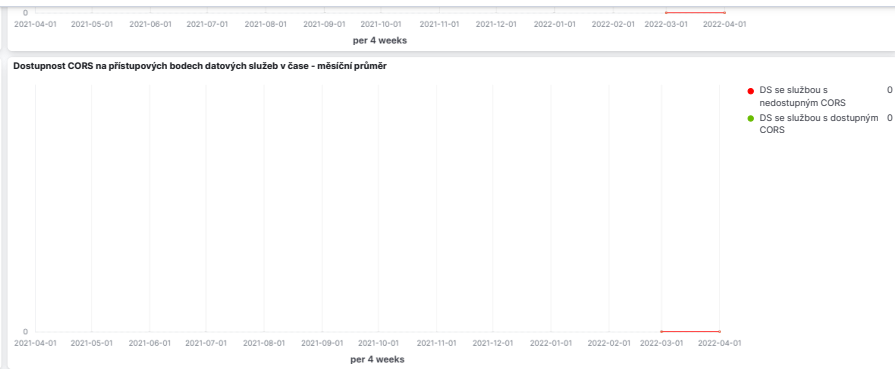 0
2021-04-01 2021-05-01 2021-06-01 2021-07-01 2021-08-01 2021-09-01 2021-10-01 2021-11-01 2021-12-01 2022-01-01 2022-02-01 2022-03-01 2022-04-01
per 4 weeks
Dostupnost CORS na přístupových bodech datových služeb v čase - měsíční průměr
DS se službou s 0
nedostupným CORS
DS se službou s dostupným 0
CORS
0
2021-04-01 2021-05-01 2021-06-01 2021-07-01 2021-08-01 2021-09-01 2021-10-01 2021-11-01 2021-12-01 2022-01-01 2022-02-01 2022-03-01 2022-04-01
per 4 weeks